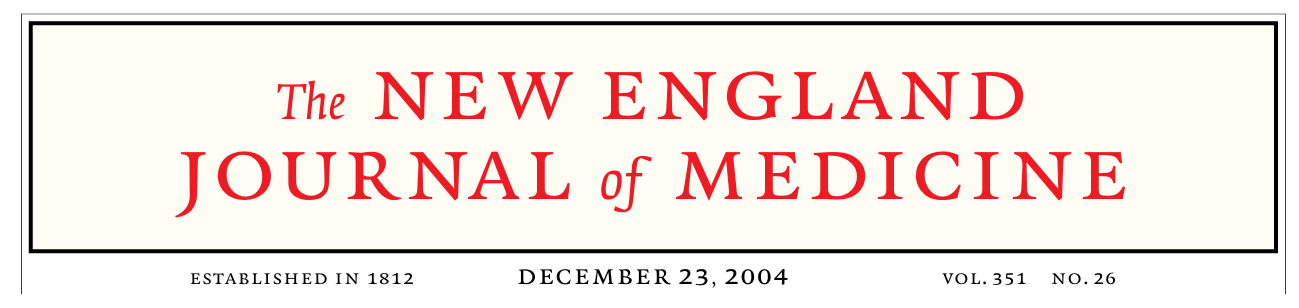 The NEW ENGLAND
JOURNAL of MEDICINE
ESTABLISHED IN 1812 DECEMBER 23, 2004 VOL. 351 NO. 26